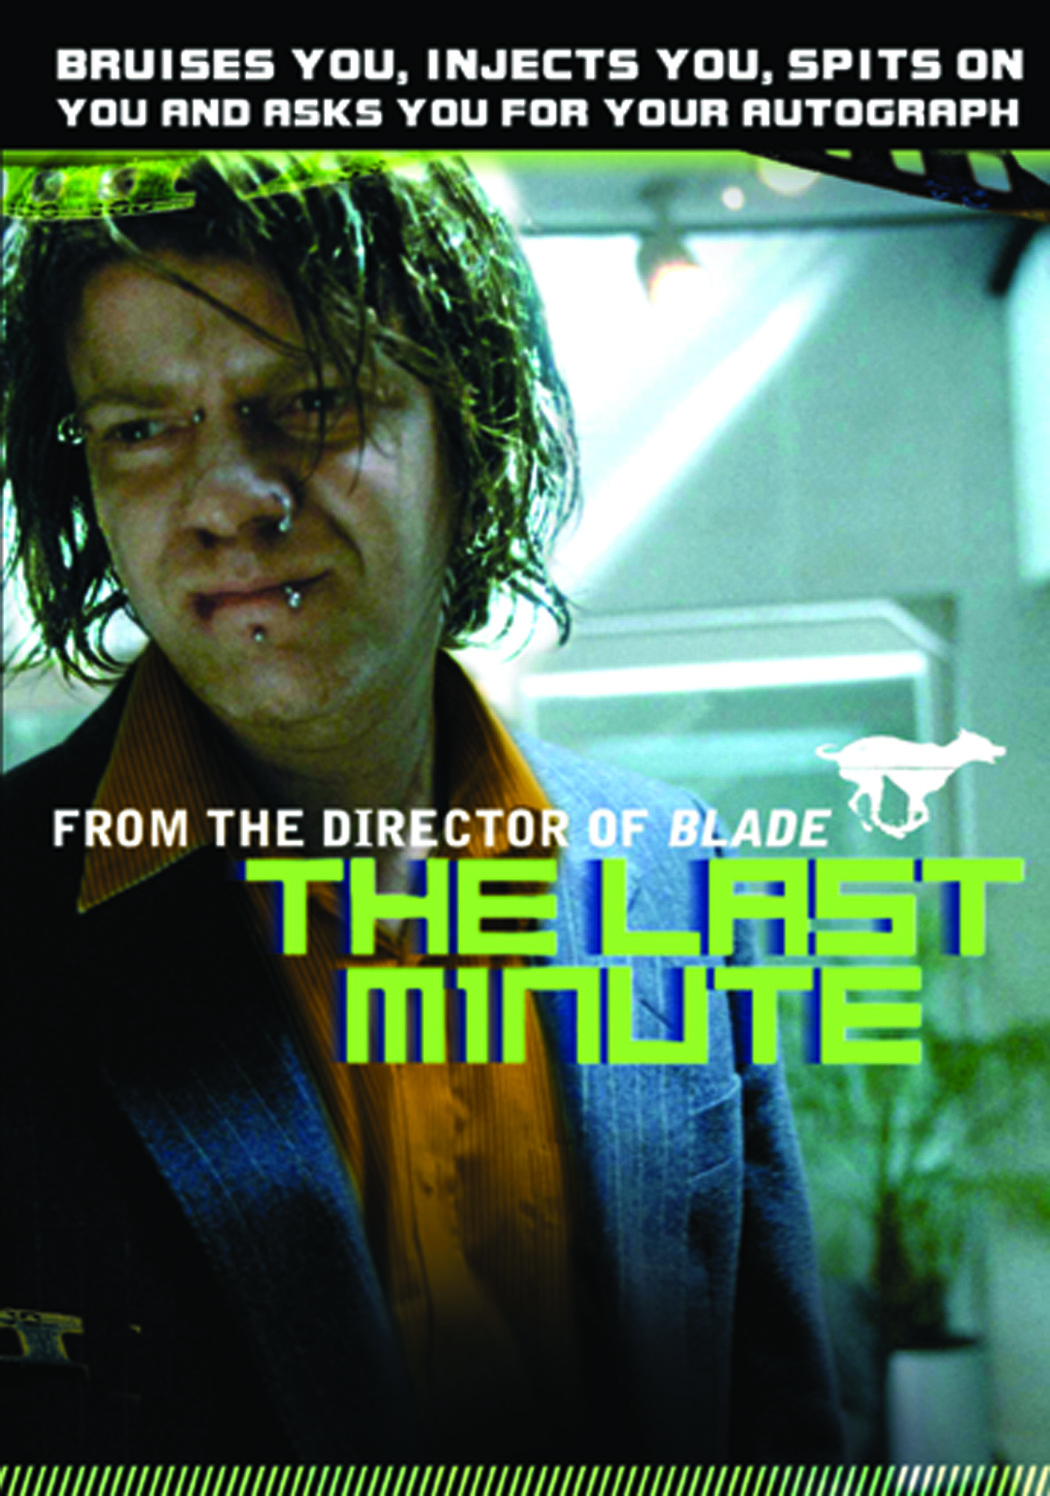 BRUISES YOU, INJECTS YOU, SPITS ON
YOU AND ASKS YOU FOR YOUR AUTOGRAPH
FROM THE DIRECTOR OF BLADE
THE LAST
MINUTE